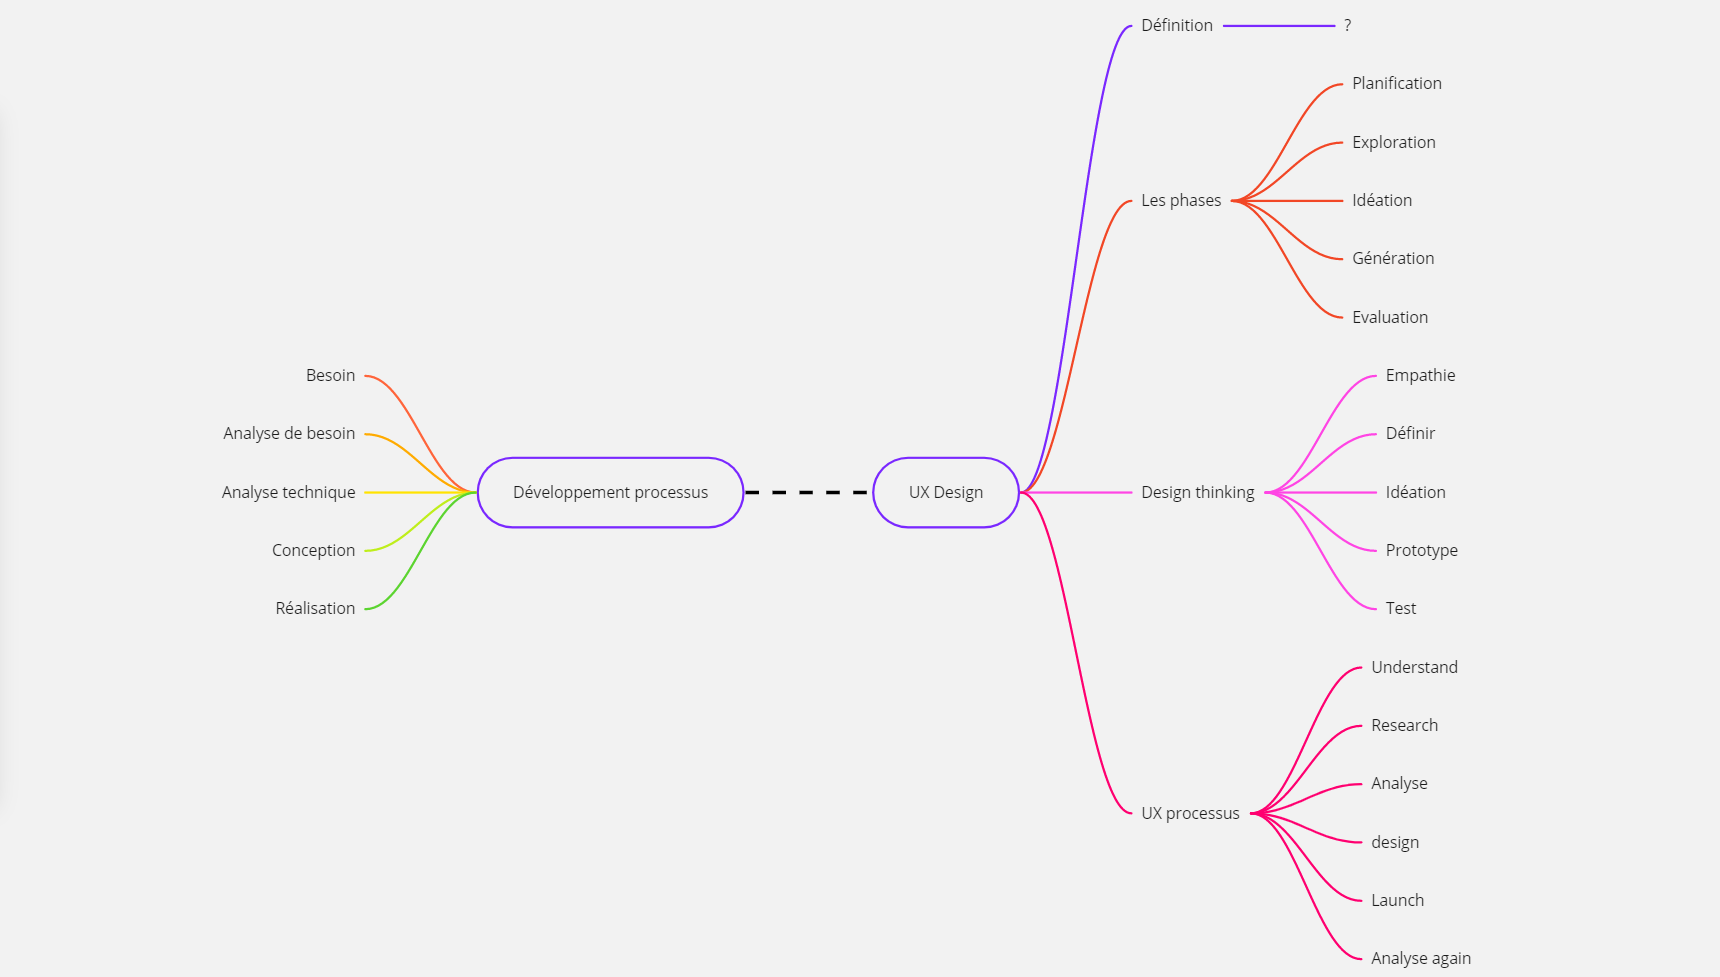 Besoin
Analyse de besoin
Analyse technique
Conception
Réalisation
Développement processus
UX Design
Définition
?
Les phases
Planification
Exploration
Idéation
Génération
Evaluation
Design thinking
Empathie
Définir
Idéation
Prototype
Test
UX processus
Understand
Research
Analyse
design
Launch
Analyse again